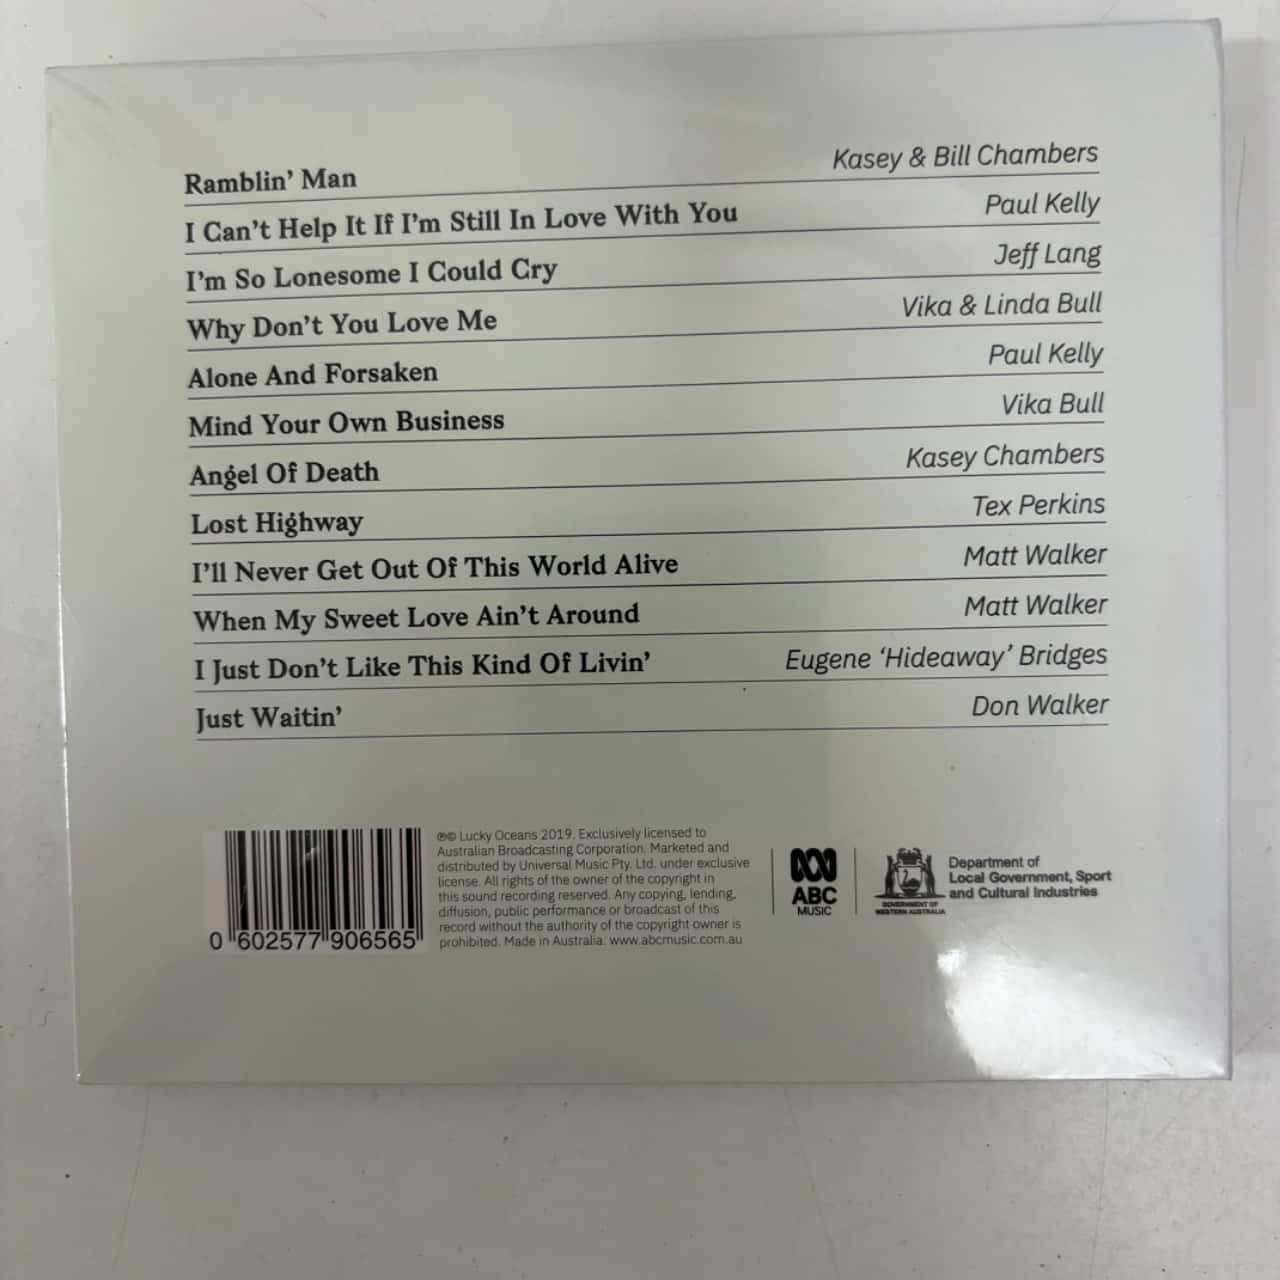 Ramblin' Man Kasey & Bill Chambers
I Can't Help It If I'm Still In Love With You Paul Kelly
I'm So Lonesome I Could Cry Jeff Lang
Why Don't You Love Me Vika & Linda Bull
Alone And Forsaken Paul Kelly
Mind Your Own Business Vika Bull
Angel Of Death Kasey Chambers
Lost Highway Tex Perkins
I'll Never Get Out Of This World Alive Matt Walker
When My Sweet Love Ain't Around Matt Walker
I Just Don't Like This Kind Of Livin' Eugene 'Hideaway' Bridges
Just Waitin' Don Walker
0 602577 906565
℗© Lucky Oceans 2019. Exclusively licensed to
Australian Broadcasting Corporation. Marketed and
distributed by Universal Music Pty. Ltd. under exclusive
license. All rights of the owner of the copyright in
this sound recording reserved. Any copying, lending,
diffusion, public performance or broadcast of this
record without the authority of the copyright owner is
prohibited. Made in Australia. www.abcmusic.com.au
ABC
MUSIC
GOVERNMENT OF
WESTERN AUSTRALIA
Department of
Local Government, Sport
and Cultural Industries